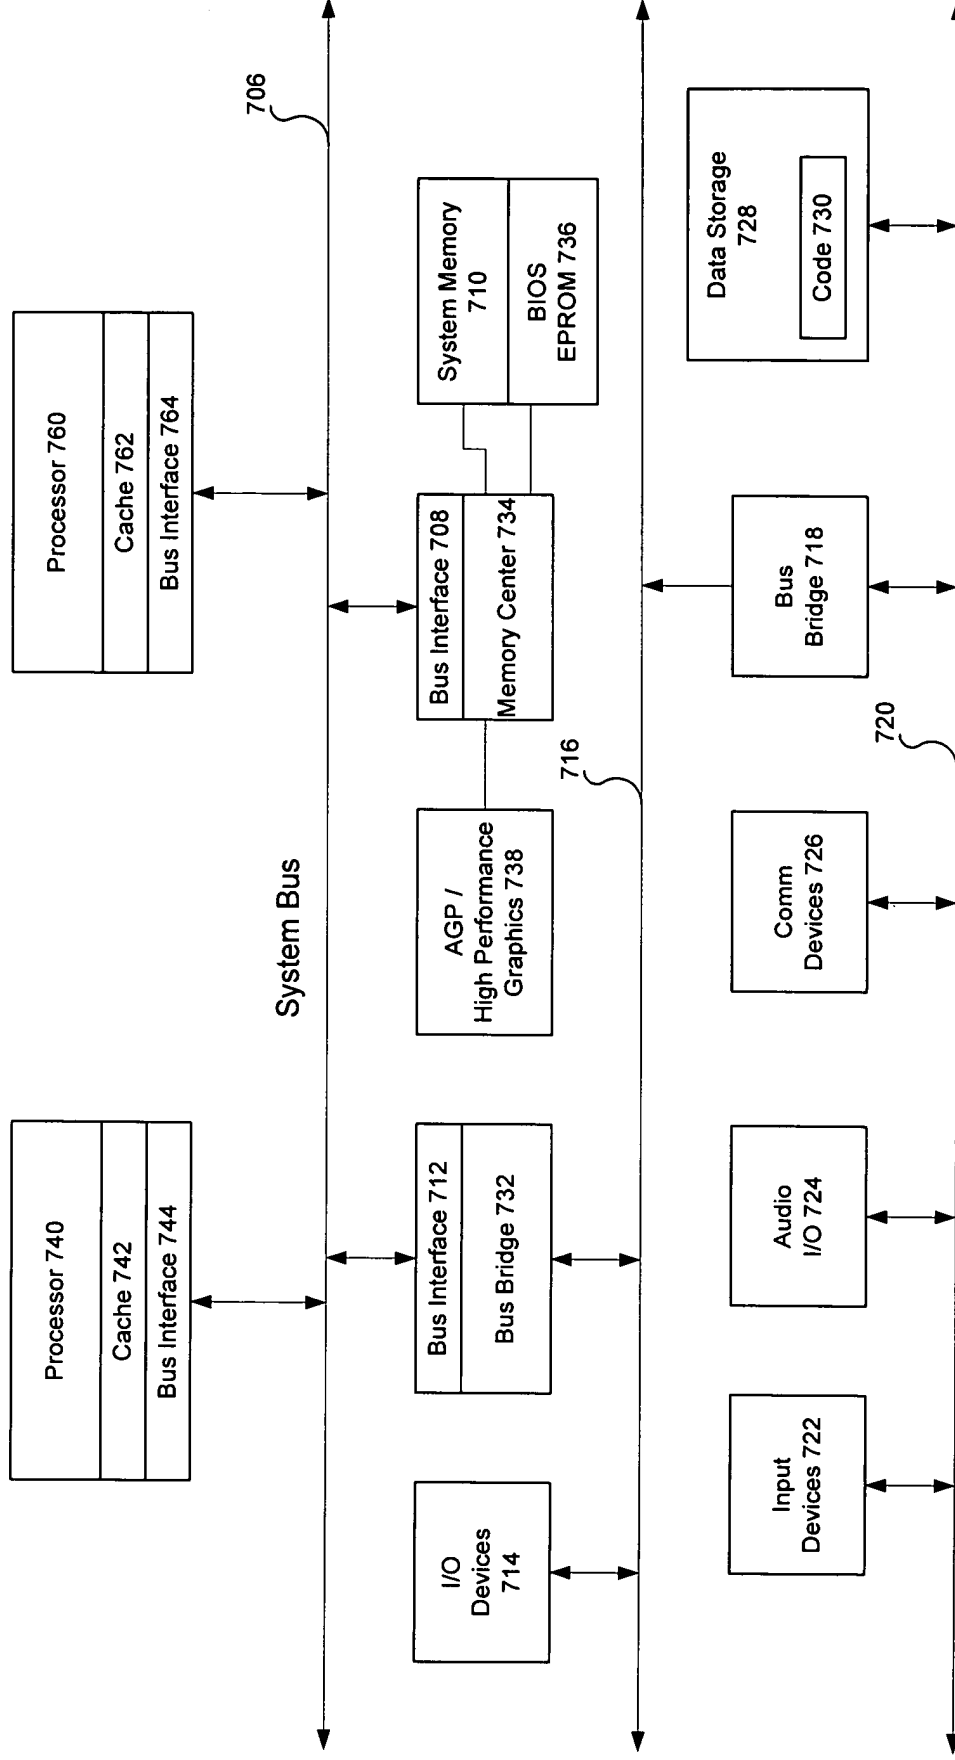 Processor 740
Cache 742
Bus Interface 744
Processor 760
Cache 762
Bus Interface 764
System Bus
706
I/O
Devices
714
Bus Interface 712
Bus Bridge 732
AGP /
High Performance
Graphics 738
Bus Interface 708
Memory Center 734
System Memory
710
BIOS
EPROM 736
716
Input
Devices 722
Audio
I/O 724
Comm
Devices 726
Bus
Bridge 718
Data Storage
728
Code 730
720